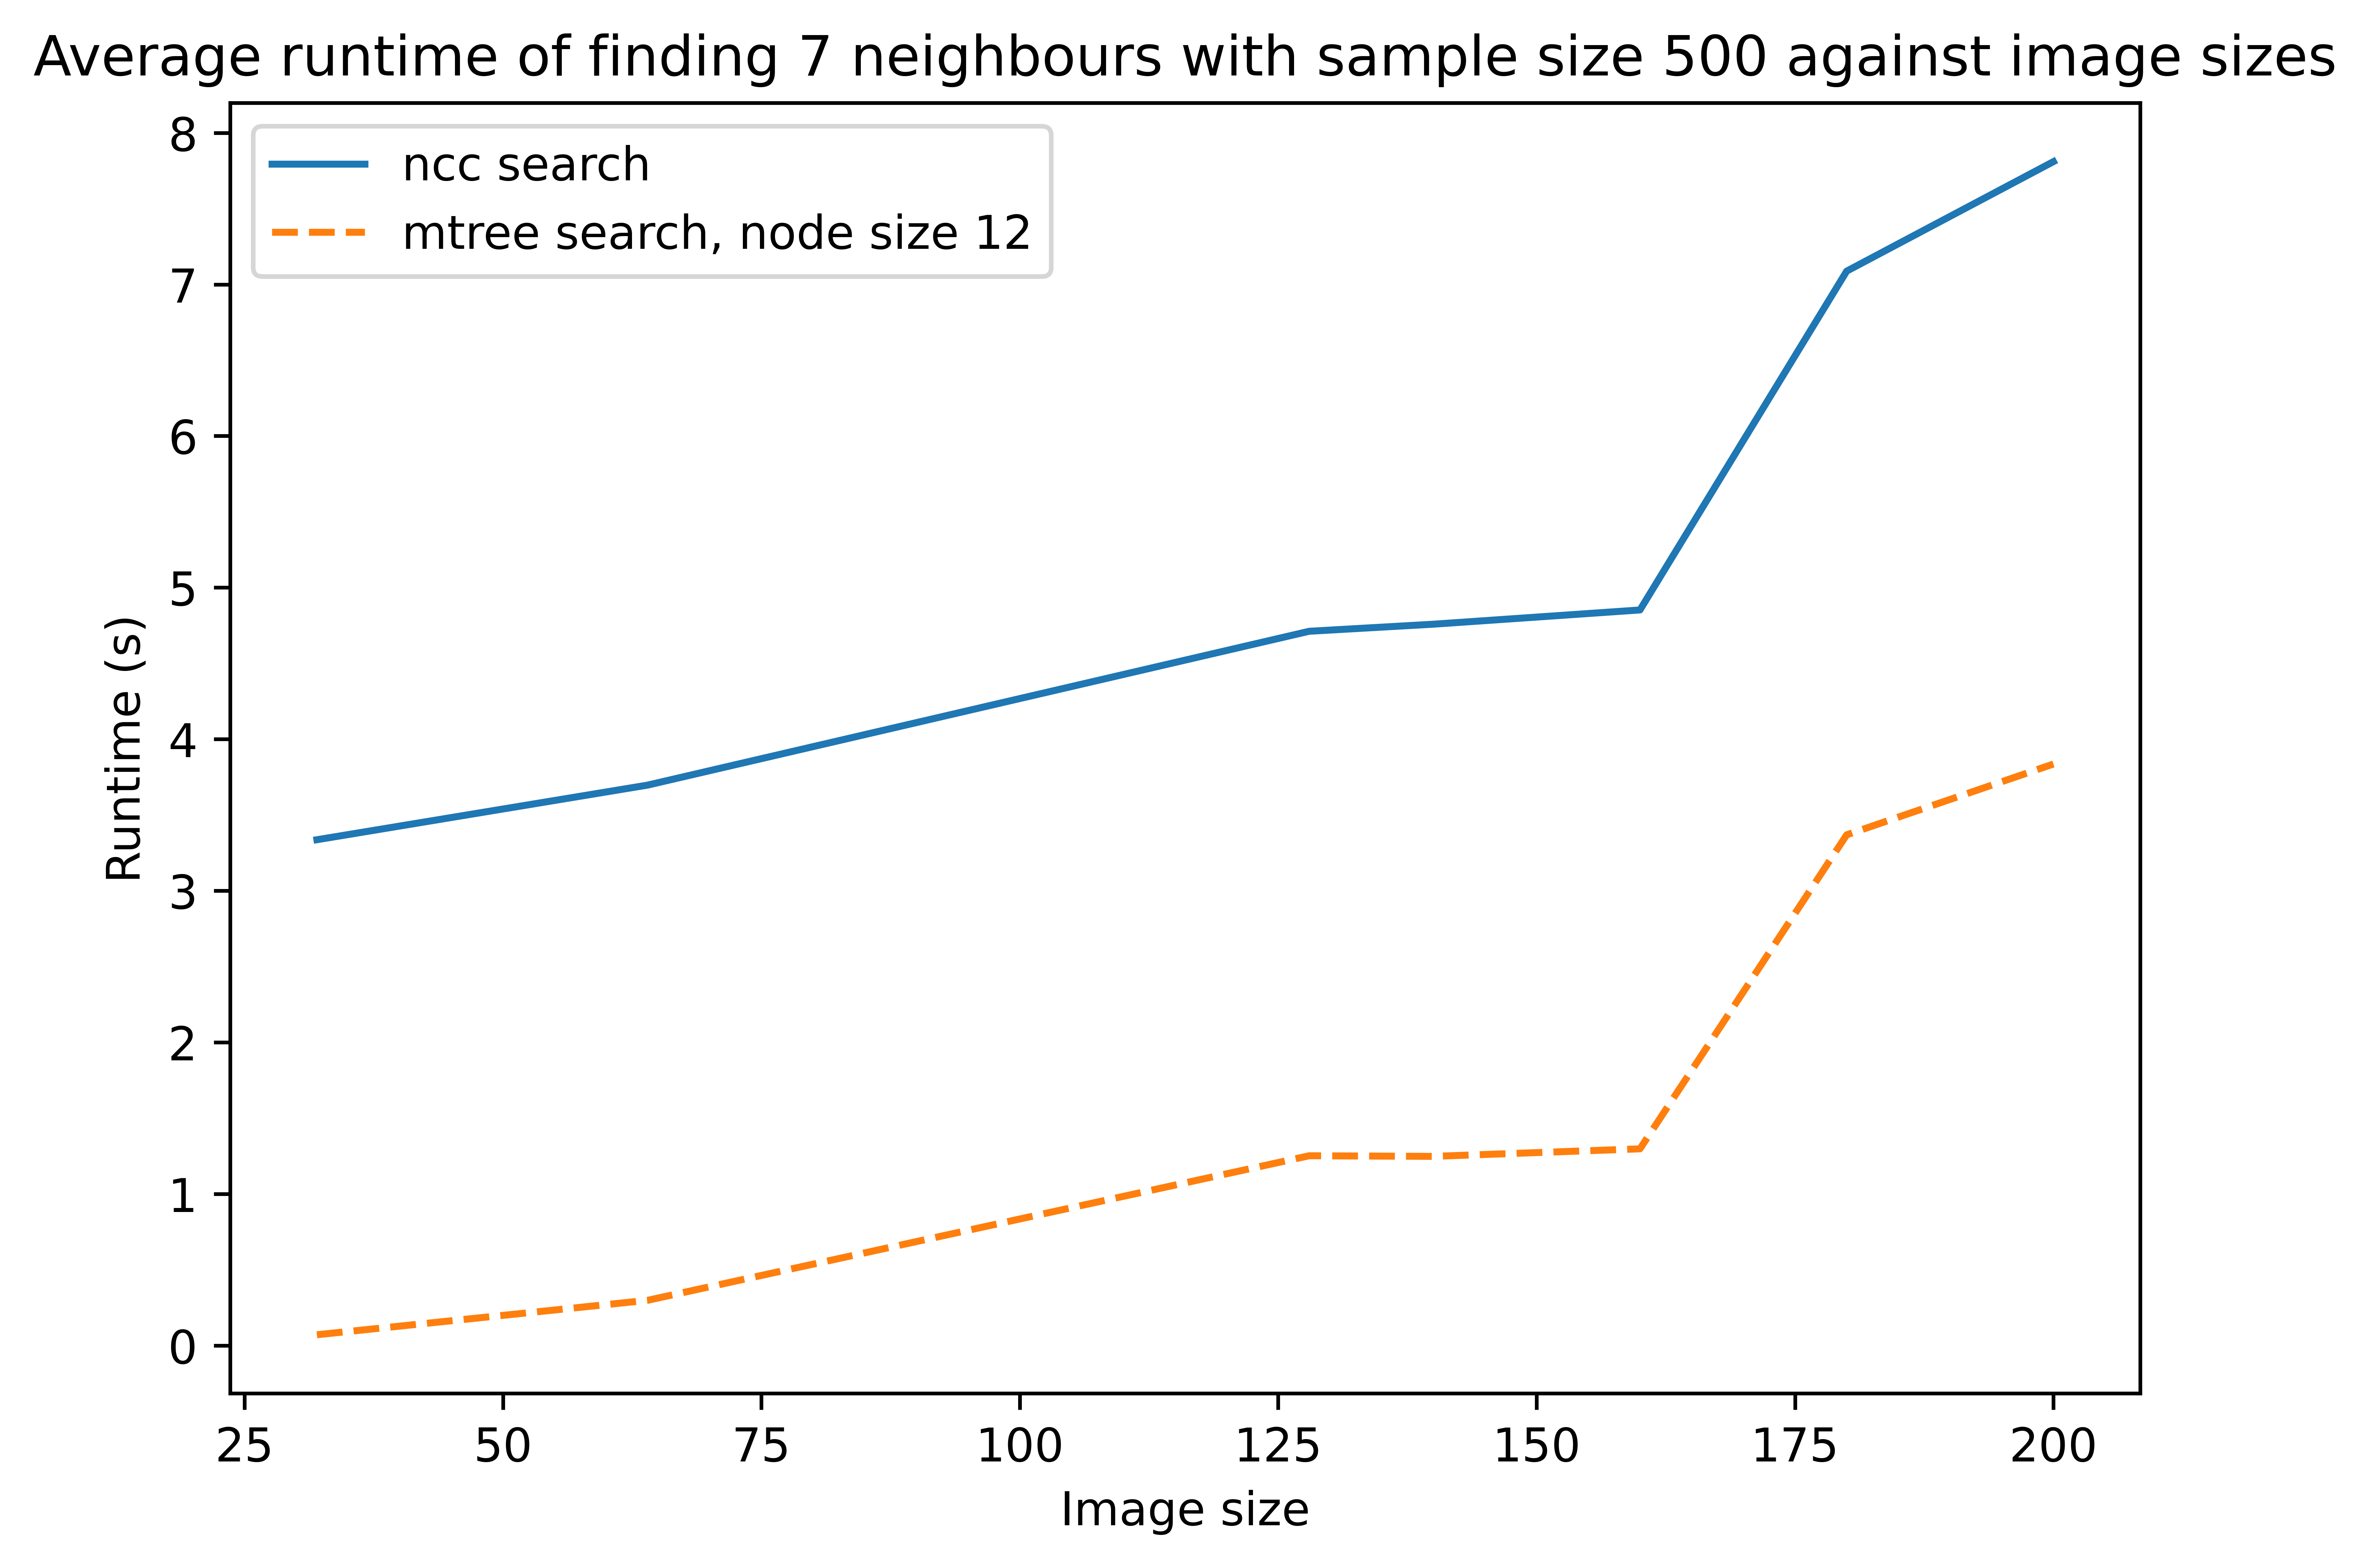 Average runtime of finding 7 neighbours with sample size 500 against image sizes
8
ncc search
mtree search, node size 12
7
6
5
4
3
2
1
0
Runtime (s)
25 50 75 100 125 150 175 200
Image size